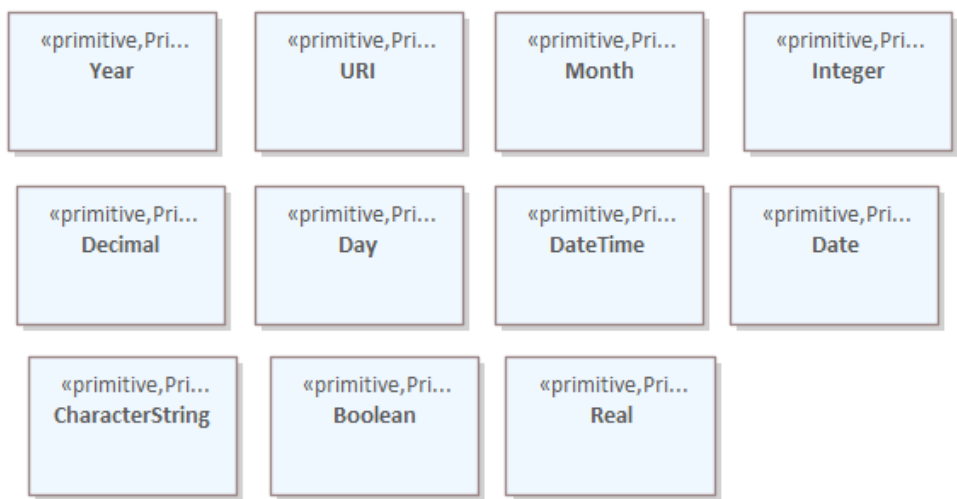 «primitive,Pri...
Year
«primitive,Pri...
URI
«primitive,Pri...
Month
«primitive,Pri...
Integer
«primitive,Pri...
Decimal
«primitive,Pri...
Day
«primitive,Pri...
DateTime
«primitive,Pri...
Date
«primitive,Pri...
CharacterString
«primitive,Pri...
Boolean
«primitive,Pri...
Real